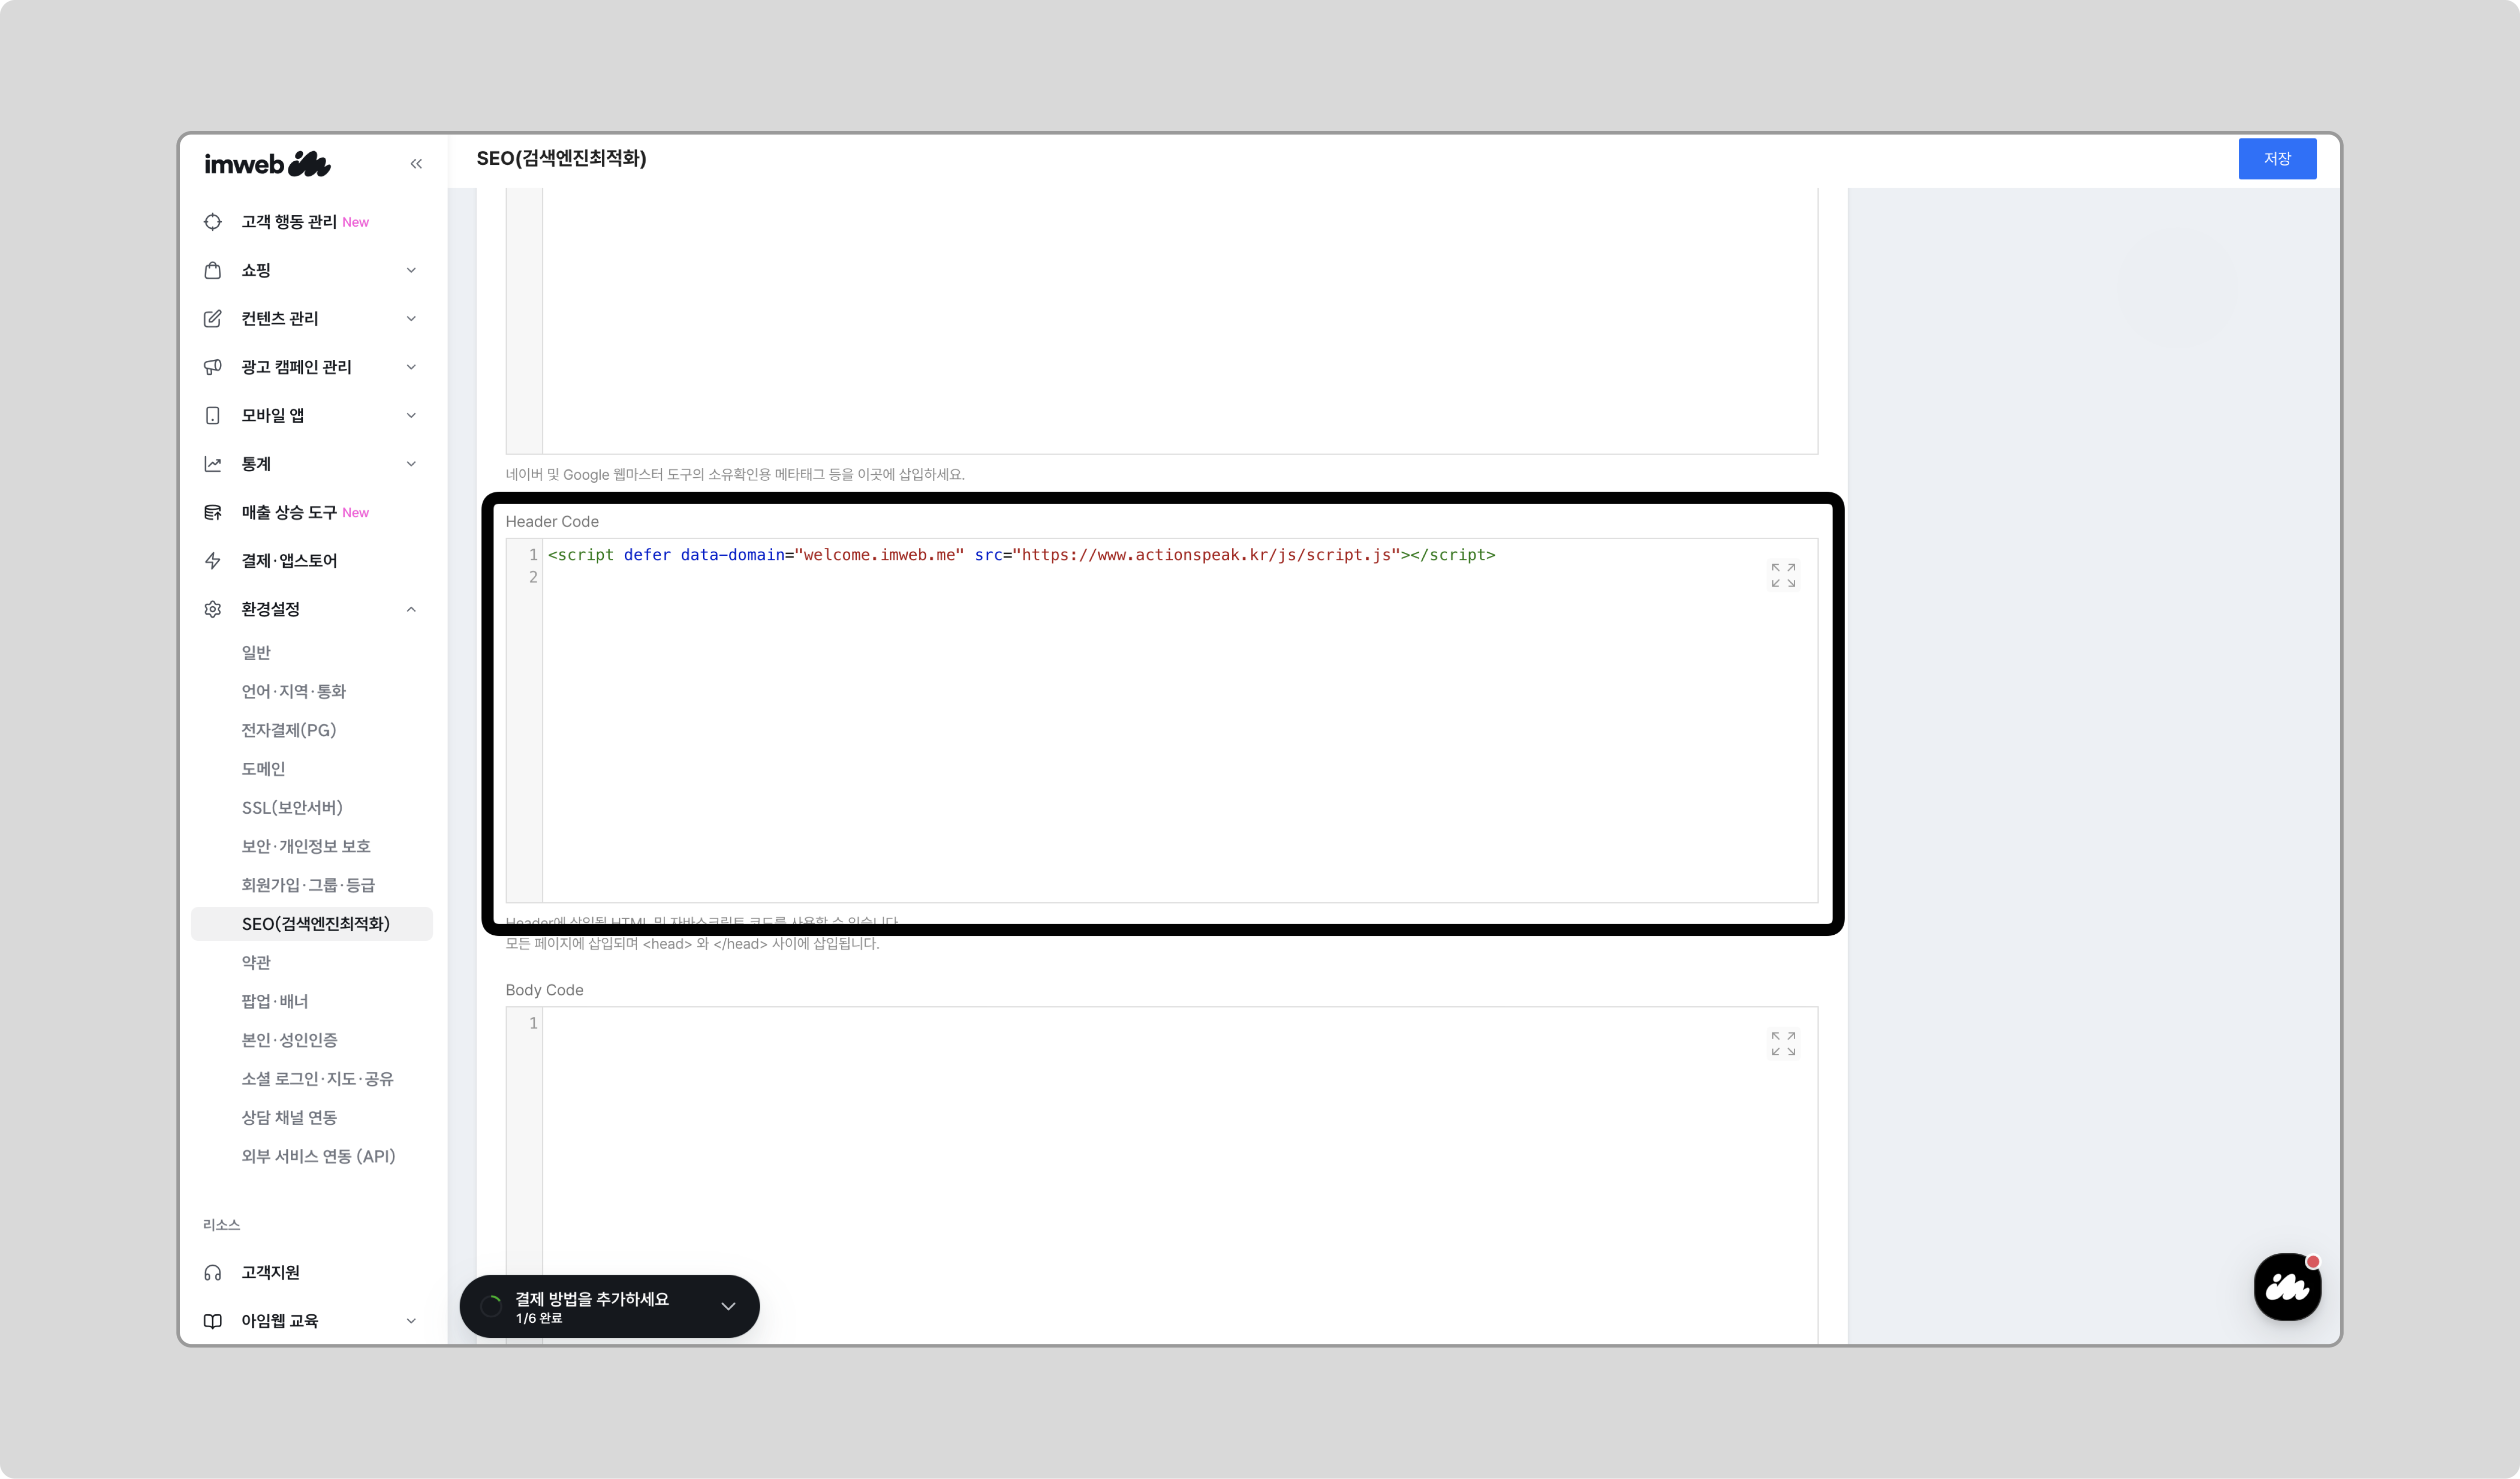 imweb
고객 행동 관리 New
쇼핑
컨텐츠 관리
광고 캠페인 관리
모바일 앱
통계
매출 상승 도구 New
결제·앱스토어
환경설정
일반
언어·지역·통화
전자결제(PG)
도메인
SSL(보안서버)
보안·개인정보 보호
회원가입·그룹·등급
SEO(검색엔진최적화)
약관
팝업·배너
본인·성인인증
소셜 로그인·지도·공유
상담 채널 연동
외부 서비스 연동 (API)
리소스
고객지원
아임웹 교육
SEO(검색엔진최적화)
저장
네이버 및 Google 웹마스터 도구의 소유확인용 메타태그 등을 이곳에 삽입하세요.
Header Code
1 <script defer data-domain="welcome.imweb.me" src="https://www.actionspeak.kr/js/script.js"></script>
2
Header에 삽입될 HTML 및 자바스크립트 코드를 사용할 수 있습니다.
모든 페이지에 삽입되며 <head> 와 </head> 사이에 삽입됩니다.
Body Code
1
결제 방법을 추가하세요
1/6 완료